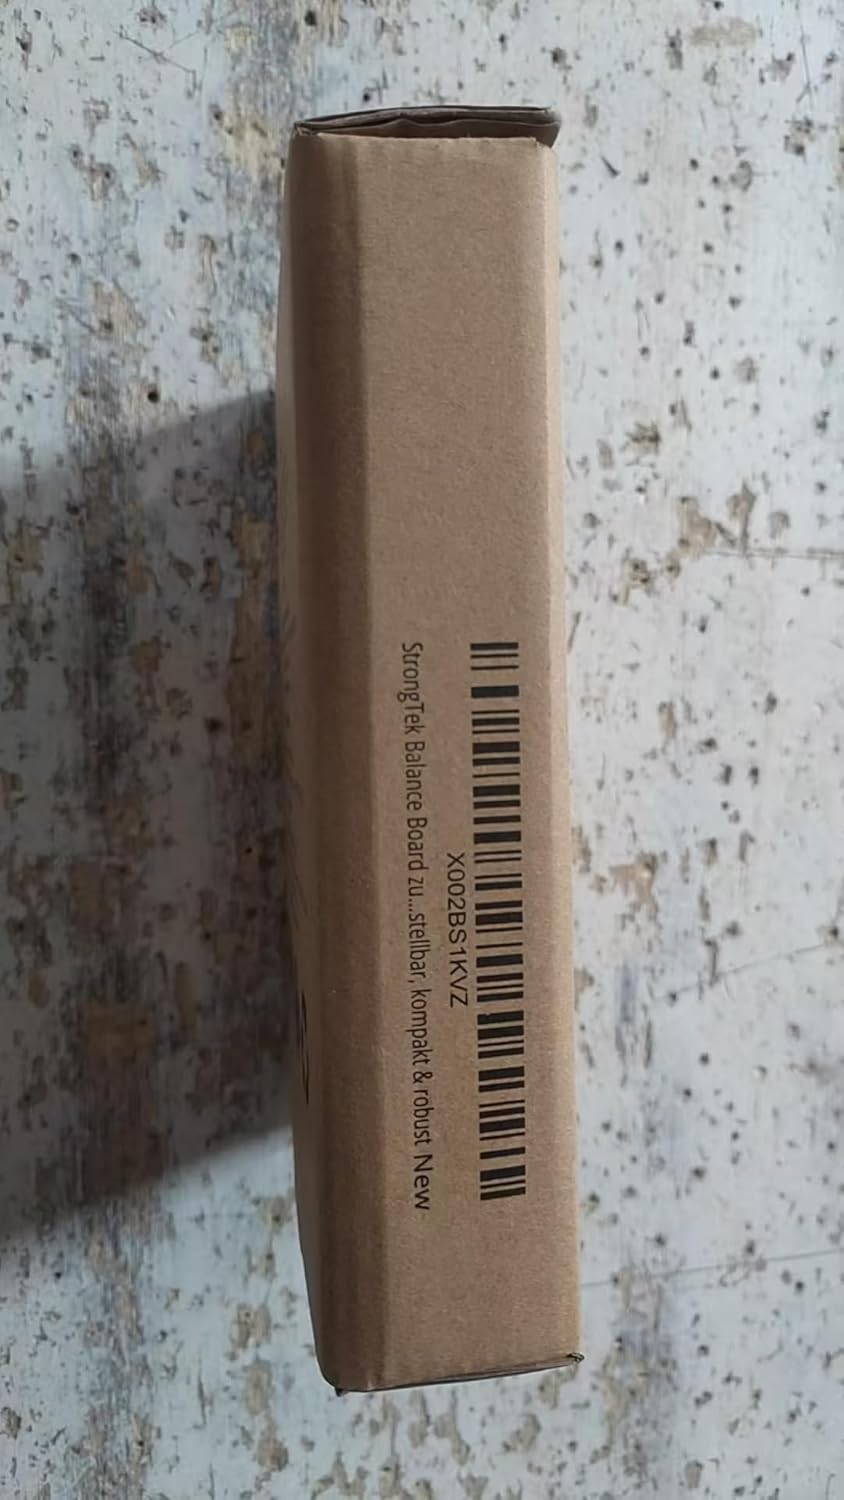 X002BS1KVZ
StrongTek Balance Board zu...stellbar, kompakt & robust New